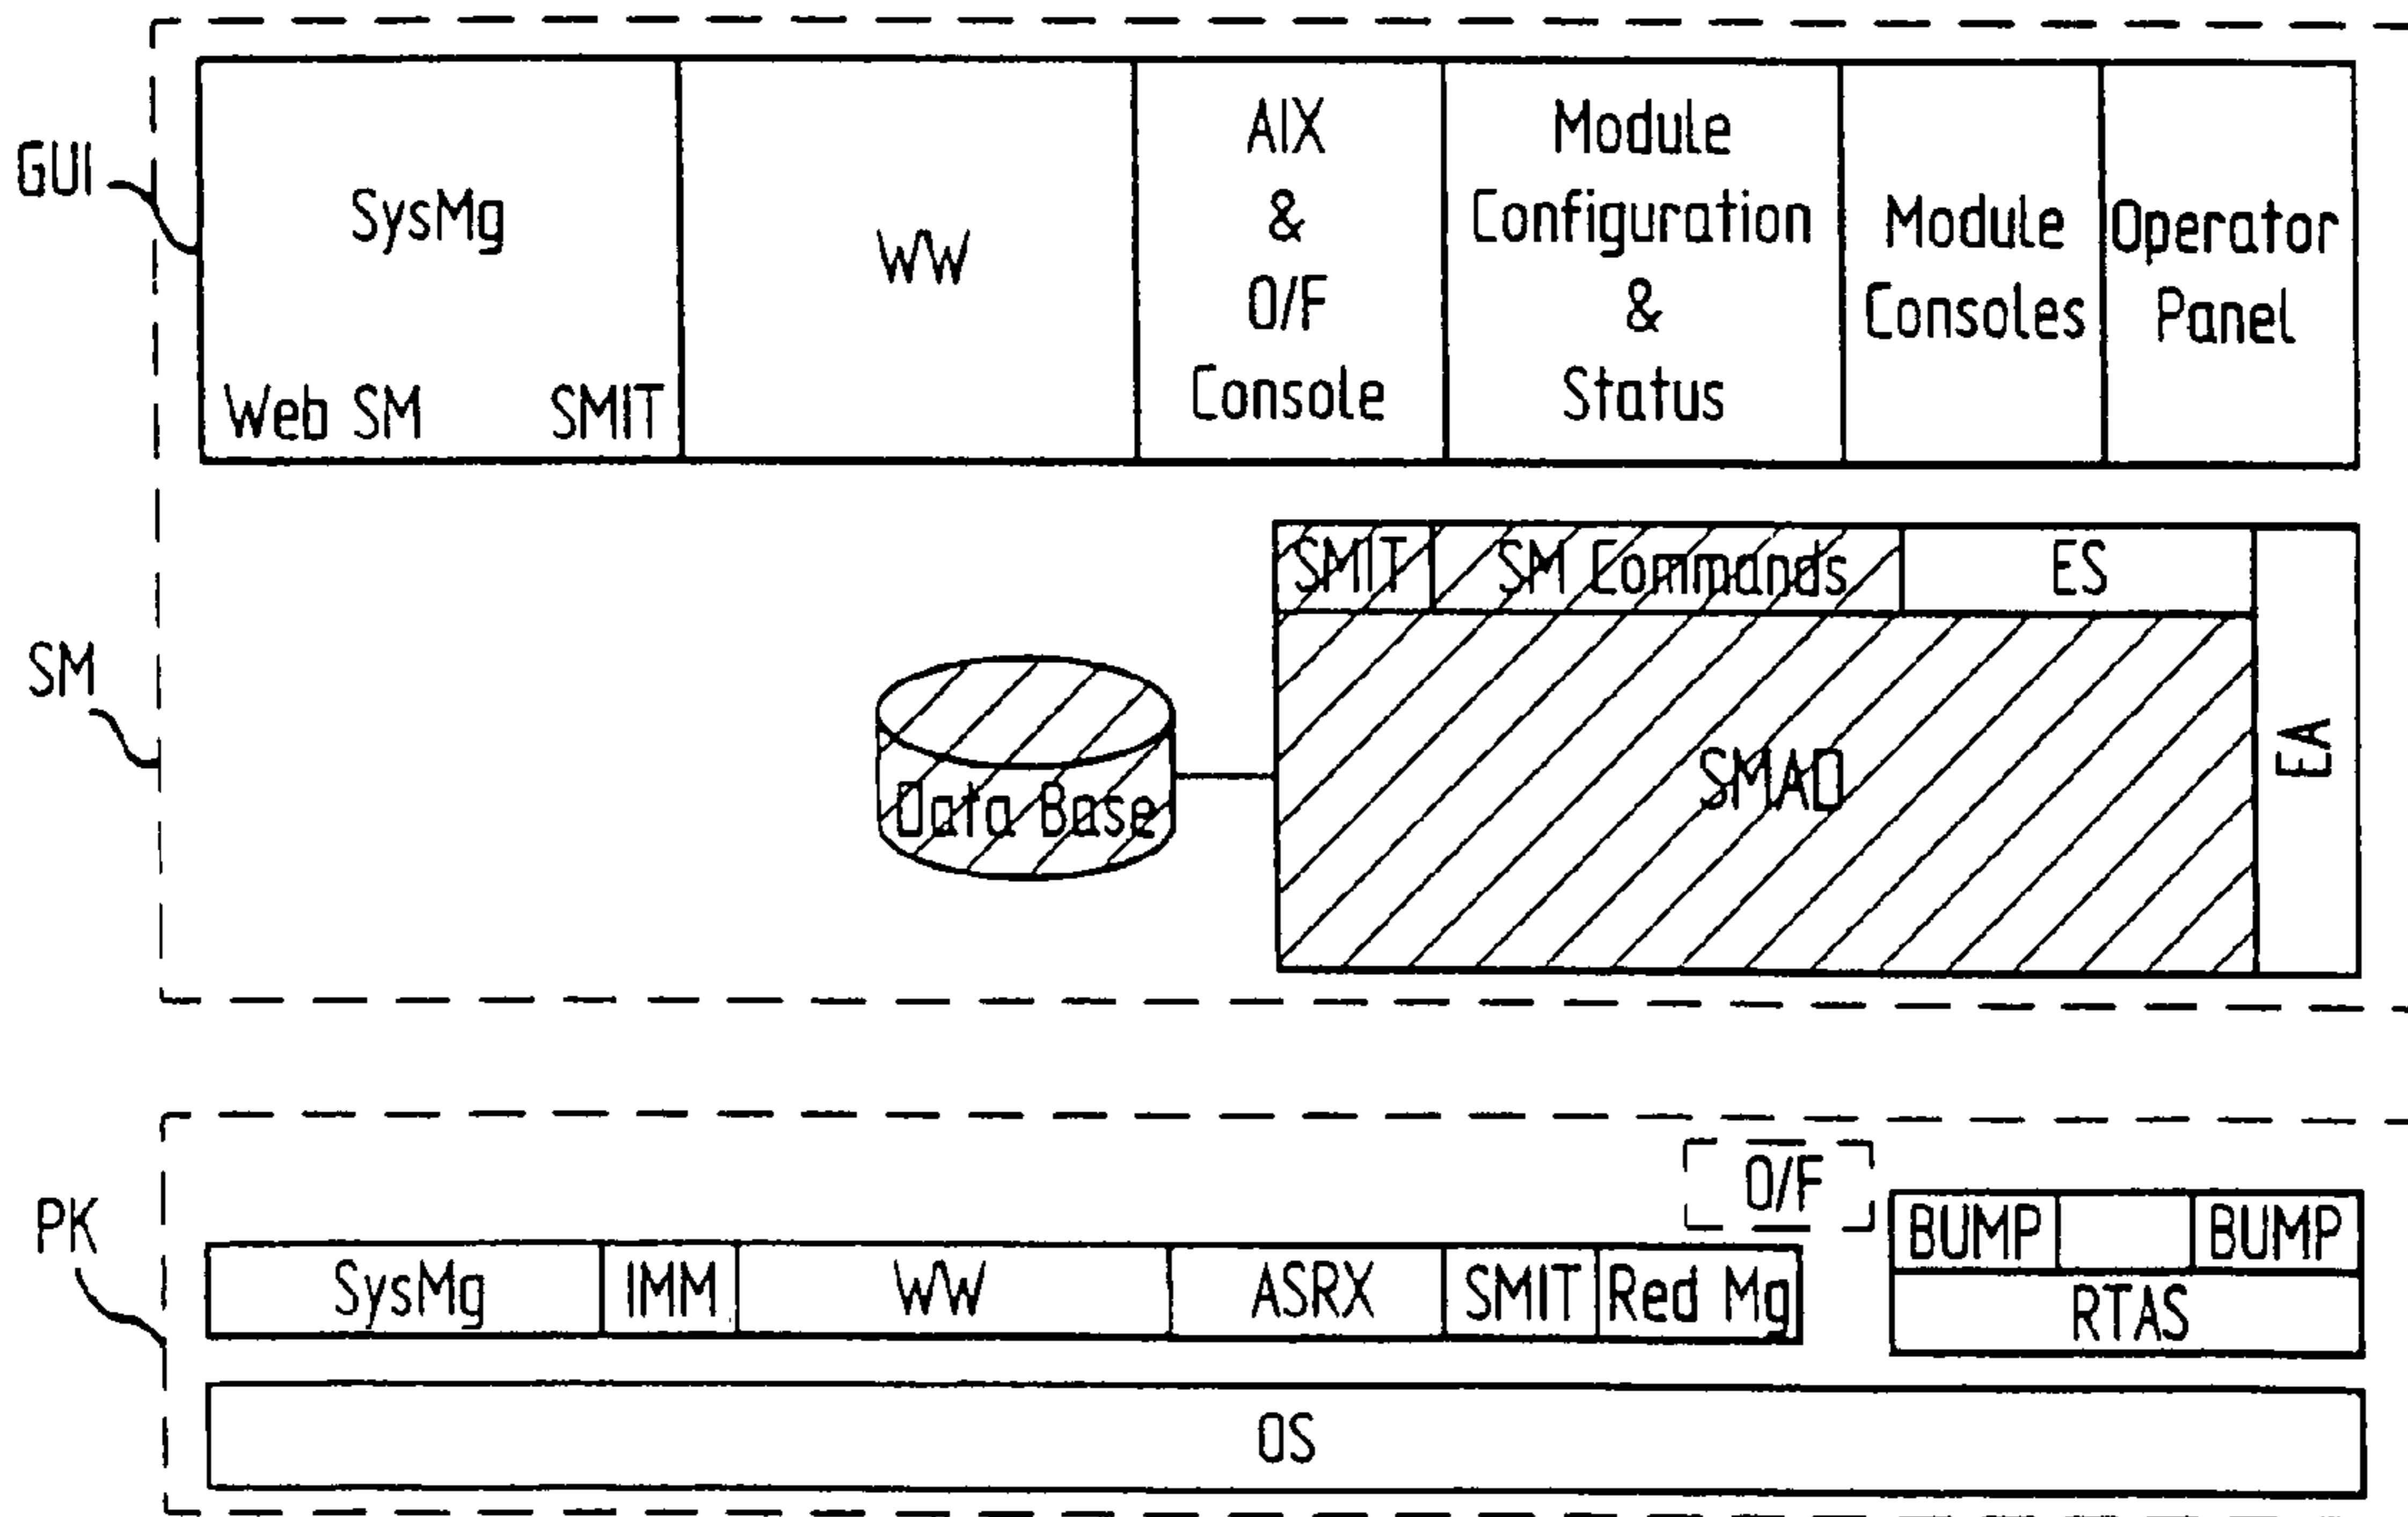 GUI
SysMg
Web SM SMIT
WW
AIX
&
O/F
Console
Module
Configuration
&
Status
Module
Consoles
Operator
Panel
SM
SMIT
SM Commands
ES
Data Base
SMAD
EA
PK
O/F
BUMP
BUMP
SysMg
IMM
WW
ASRX
SMIT
Red Mg
RTAS
OS